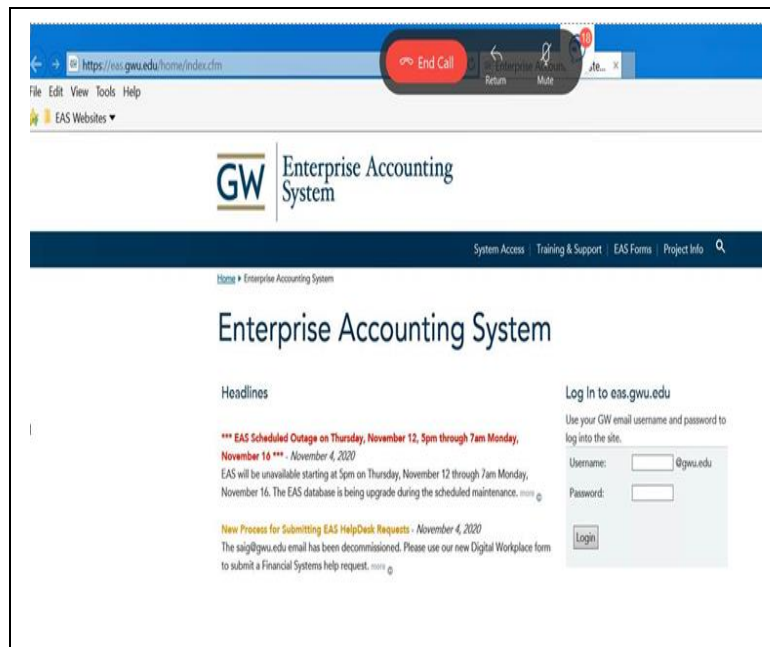 End Call
Return
Mute
18
https://eas.gwu.edu/home/index.cfm
Enterprise Accoun
ste...
File Edit View Tools Help
EAS Websites
GW
Enterprise Accounting
System
System Access | Training & Support | EAS Forms | Project Info
Home Enterprise Accounting System
Enterprise Accounting System
Headlines
*** EAS Scheduled Outage on Thursday, November 12, 5pm through 7am Monday,
November 16 *** - November 4, 2020
EAS will be unavailable starting at 5pm on Thursday, November 12 through 7am Monday,
November 16. The EAS database is being upgrade during the scheduled maintenance. more
New Process for Submitting EAS HelpDesk Requests - November 4, 2020
The saig@gwu.edu email has been decommissioned. Please use our new Digital Workplace form
to submit a Financial Systems help request. more
Log In to eas.gwu.edu
Use your GW email username and password to
log into the site.
Username: @gwu.edu
Password:
Login